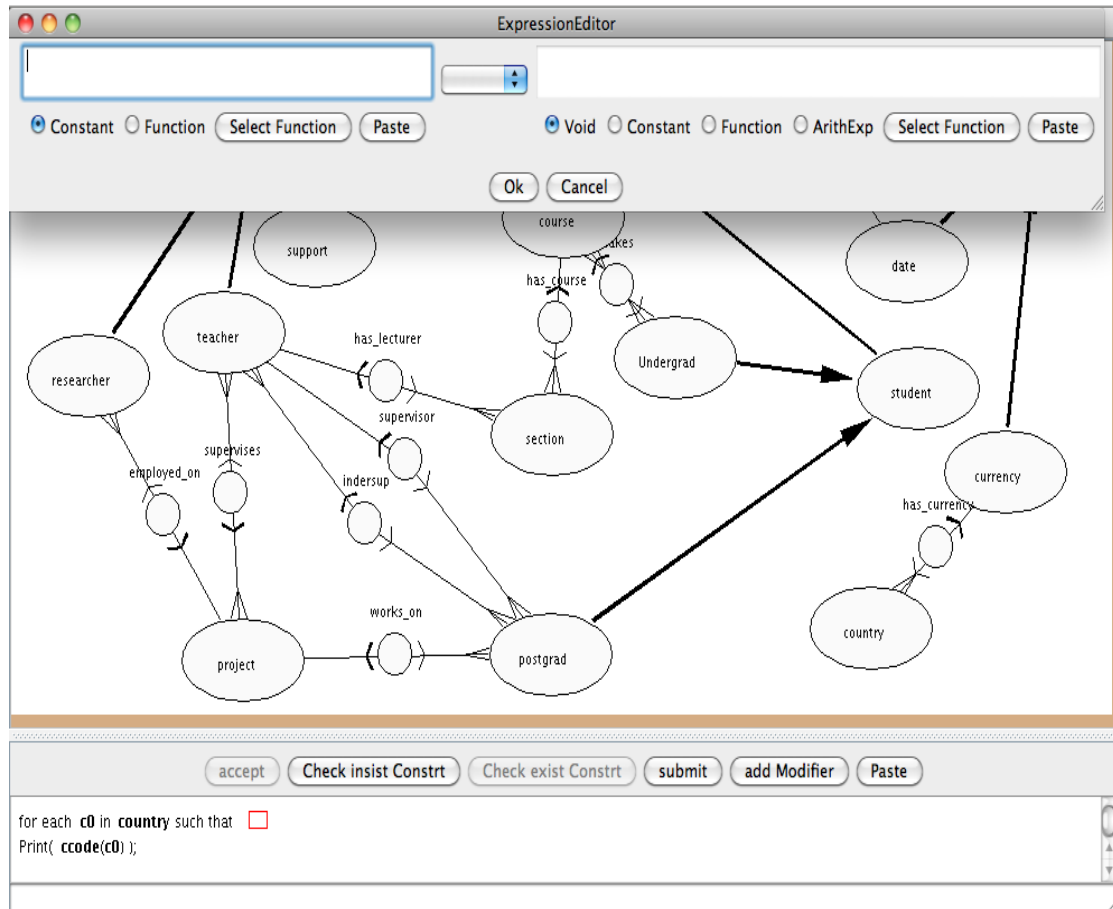 ExpressionEditor
Constant Function Select Function Paste
Void Constant Function ArithExp Select Function Paste
Ok Cancel
course
support
akes
date
has_course
teacher
has_lecturer
researcher
Undergrad
student
supervisor
section
supervises
employed_on
indersup
currency
has_currency
works_on
country
project
postgrad
accept Check insist Constrt Check exist Constrt submit add Modifier Paste
for each c0 in country such that
Print( ccode(c0) );